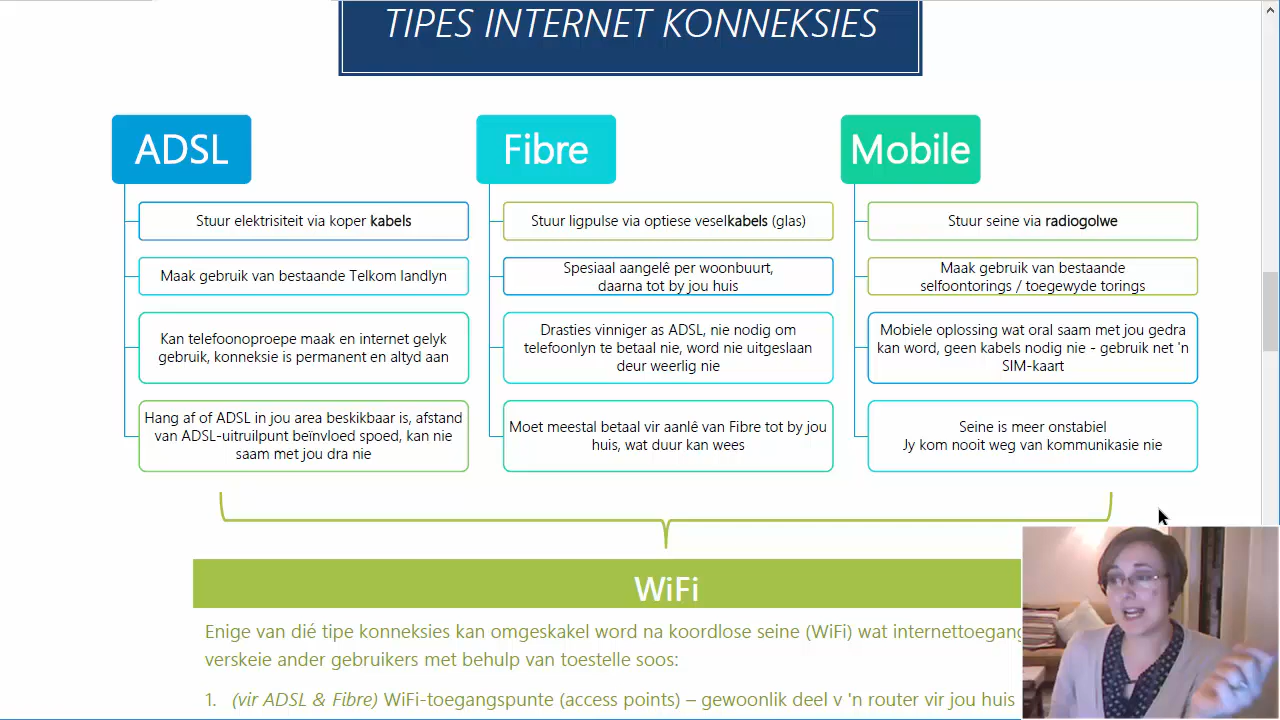 TIPES INTERNET KONNEKSIES
ADSL
Stuur elektrisiteit via koper kabels
Maak gebruik van bestaande Telkom landlyn
Kan telefoonoproepe maak en internet gelyk
gebruik, konneksie is permanent en altyd aan
Hang af of ADSL in jou area beskikbaar is, afstand
van ADSL-uitruilpunt beïnvloed spoed, kan nie
saam met jou dra nie
Fibre
Stuur ligpulse via optiese veselkabels (glas)
Spesiaal aangelê per woonbuurt,
daarna tot by jou huis
Drasties vinniger as ADSL, nie nodig om
telefoonlyn te betaal nie, word nie uitgeslaan
deur weerlig nie
Moet meestal betaal vir aanlê van Fibre tot by jou
huis, wat duur kan wees
Mobile
Stuur seine via radiogolwe
Maak gebruik van bestaande
selfoontorings / toegewyde torings
Mobiele oplossing wat oral saam met jou gedra
kan word, geen kabels nodig nie - gebruik net 'n
SIM-kaart
Seine is meer onstabiel
Jy kom nooit weg van kommunikasie nie
WiFi
Enige van dié tipe konneksies kan omgeskakel word na koordlose seine (WiFi) wat internettoegang
verskeie ander gebruikers met behulp van toestelle soos:
1. (vir ADSL & Fibre) WiFi-toegangspunte (access points) – gewoonlik deel v 'n router vir jou huis